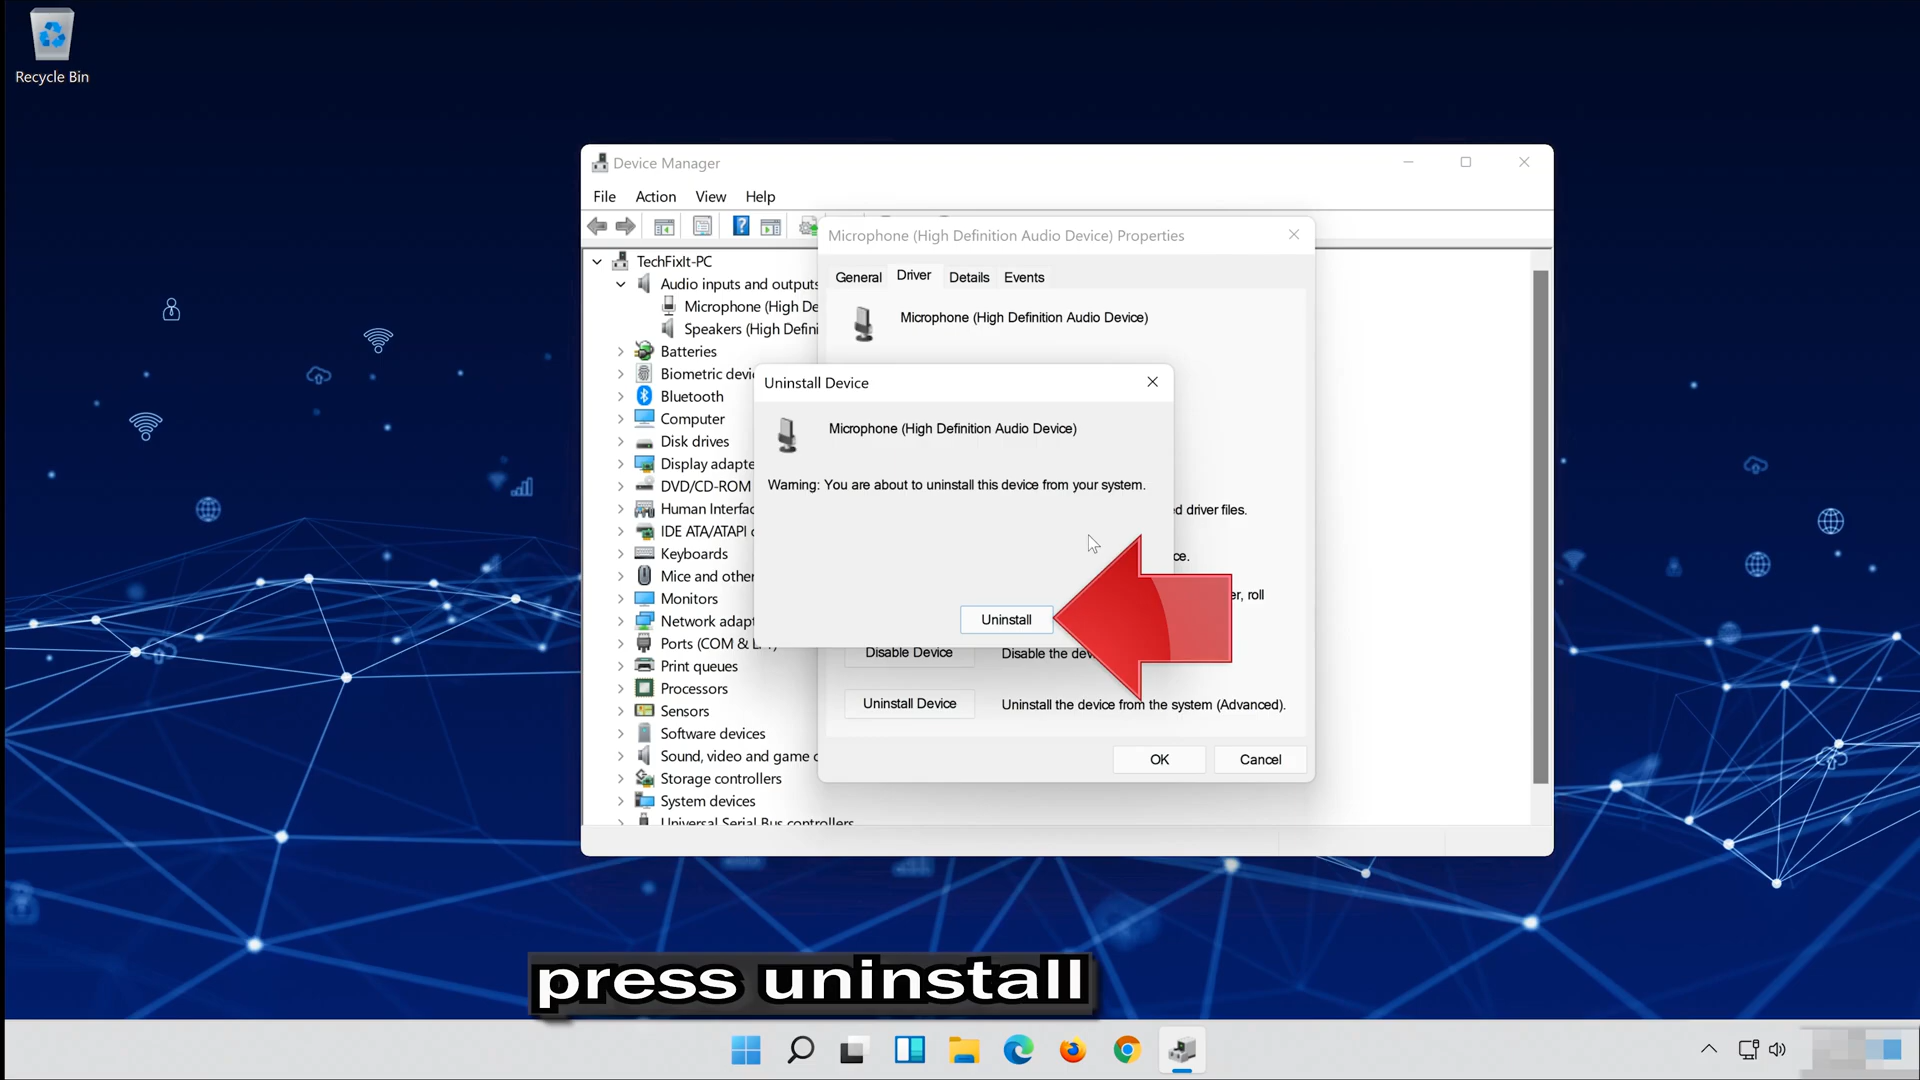 Recycle Bin
Device Manager
File Action View Help
Microphone (High Definition Audio Device) Properties
TechFixIt-PC
Audio inputs and outputs
Microphone (High De
Speakers (High Defini
Batteries
Biometric devi
Bluetooth
Computer
Disk drives
Display adapte
DVD/CD-ROM
Human Interfac
IDE ATA/ATAPI
Keyboards
Mice and other
Monitors
Network adapt
Ports (COM &
Print queues
Processors
Sensors
Software devices
Sound, video and game
Storage controllers
System devices
Universal Serial Bus controllers
General Driver Details Events
Microphone (High Definition Audio Device)
Uninstall Device
Microphone (High Definition Audio Device)
Warning: You are about to uninstall this device from your system.
Uninstall
d driver files.
ce.
er, roll
Disable Device
Disable the dev
Uninstall Device
Uninstall the device from the system (Advanced).
OK
Cancel
press uninstall